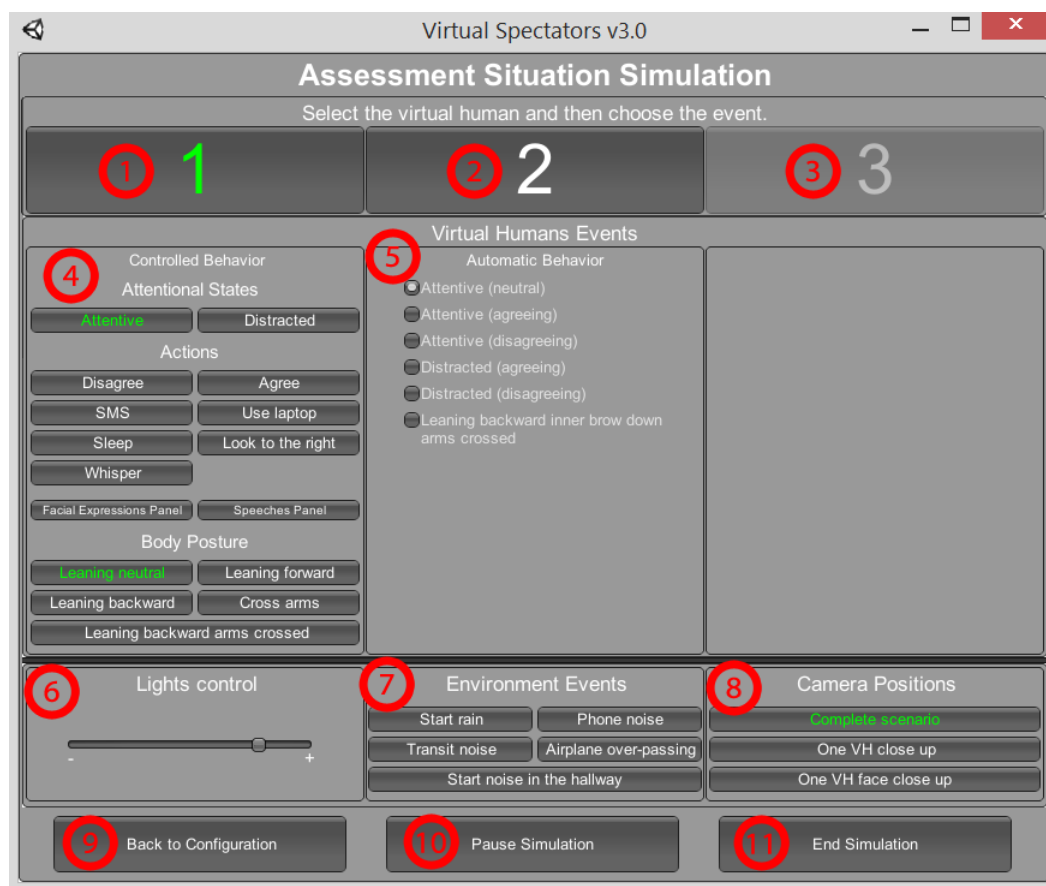 Virtual Spectators v3.0
Assessment Situation Simulation
Select the virtual human and then choose the event.
1 1
2 2
3 3
Virtual Humans Events
4 Controlled Behavior
Attentional States
Attentive Distracted
Actions
Disagree Agree
SMS Use laptop
Sleep Look to the right
Whisper
Facial Expressions Panel Speeches Panel
Body Posture
Leaning neutral Leaning forward
Leaning backward Cross arms
Leaning backward arms crossed
5 Automatic Behavior
Attentive (neutral)
Attentive (agreeing)
Attentive (disagreeing)
Distracted (agreeing)
Distracted (disagreeing)
Leaning backward inner brow down
arms crossed
6 Lights control
- +
7 Environment Events
Start rain Phone noise
Transit noise Airplane over-passing
Start noise in the hallway
8 Camera Positions
Complete scenario
One VH close up
One VH face close up
9 Back to Configuration
10 Pause Simulation
11 End Simulation